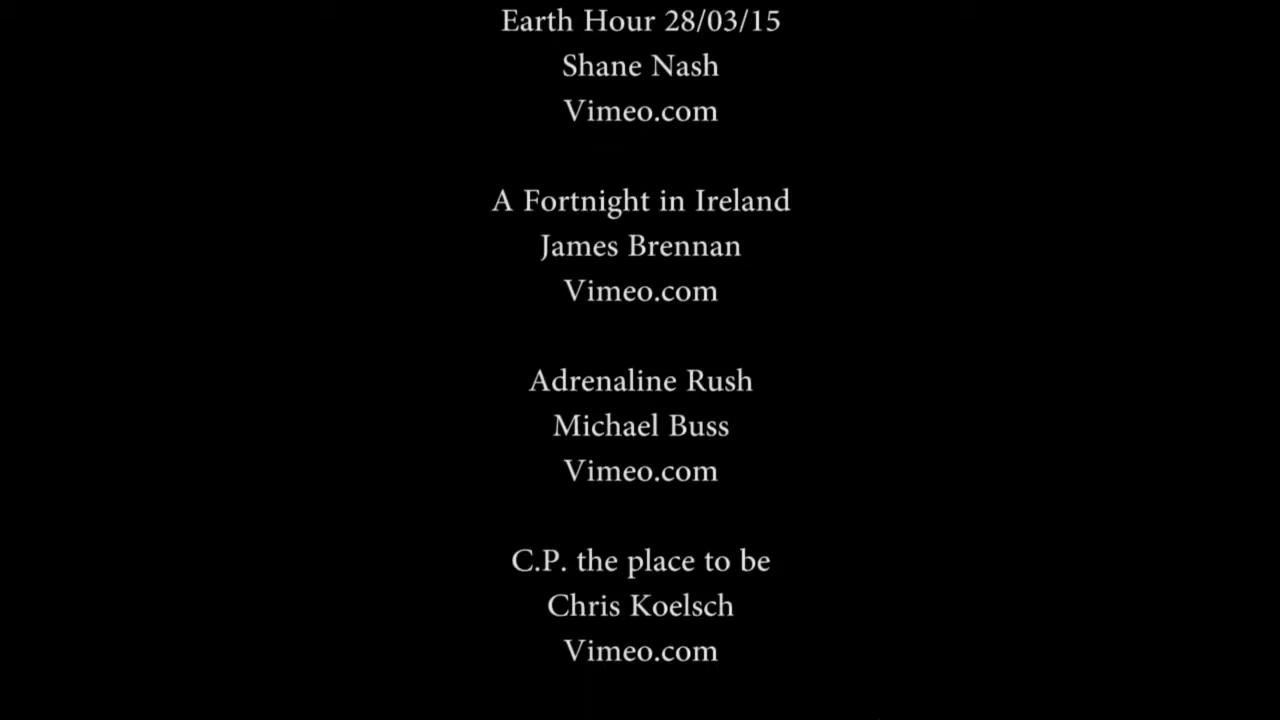 Earth Hour 28/03/15
Shane Nash
Vimeo.com
A Fortnight in Ireland
James Brennan
Vimeo.com
Adrenaline Rush
Michael Buss
Vimeo.com
C.P. the place to be
Chris Koelsch
Vimeo.com